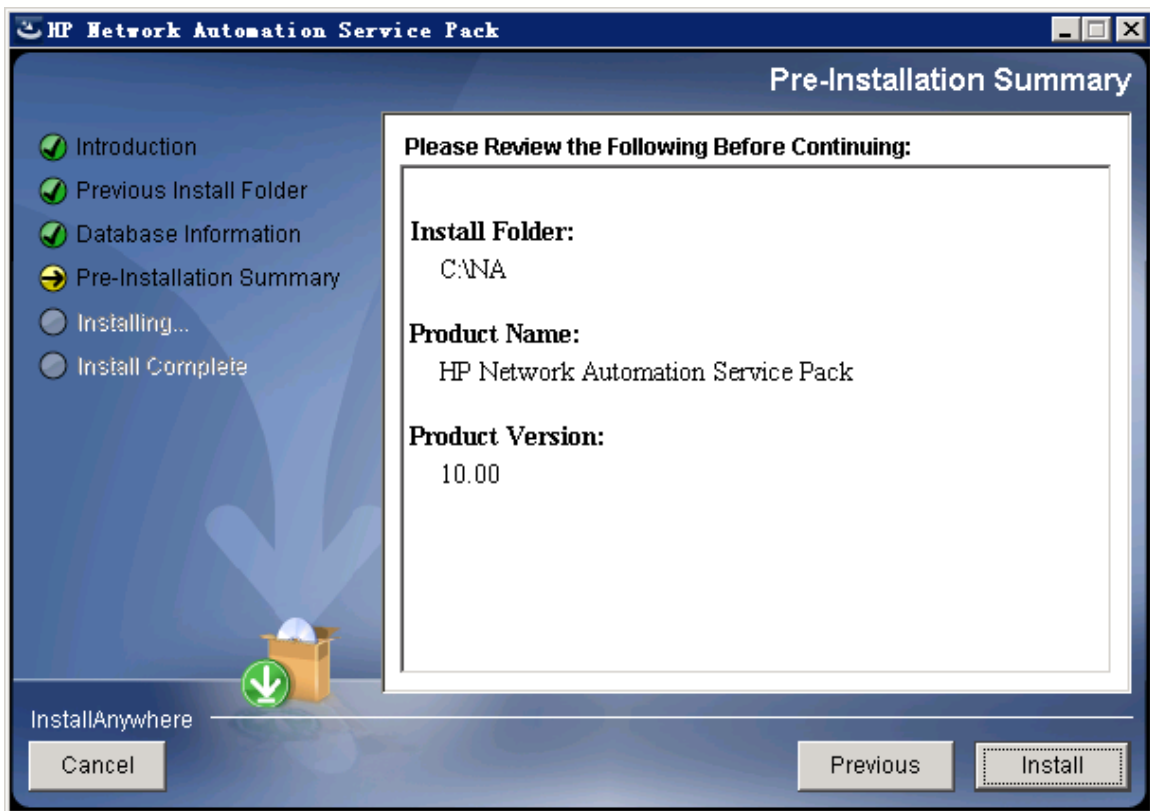 HP Network Automation Service Pack
Pre-Installation Summary
Introduction
Previous Install Folder
Database Information
Pre-Installation Summary
Installing...
Install Complete
Please Review the Following Before Continuing:
Install Folder:
C:\NA
Product Name:
HP Network Automation Service Pack
Product Version:
10.00
InstallAnywhere
Cancel
Previous
Install